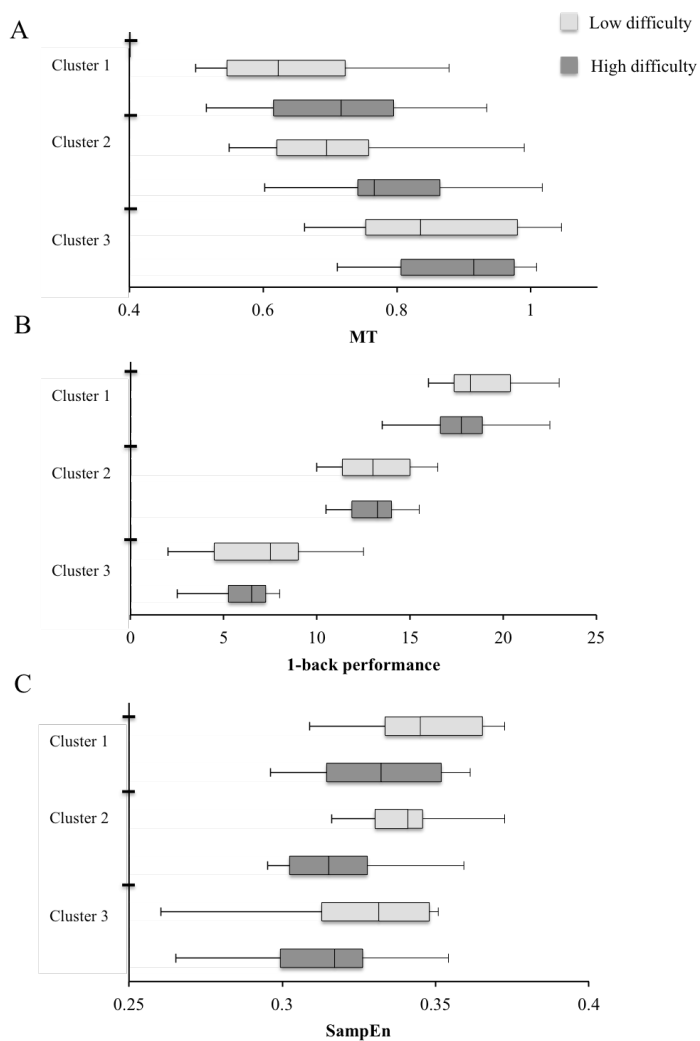 A
Low difficulty
High difficulty
Cluster 1
Cluster 2
Cluster 3
0.4 0.6 0.8 1
MT
B
Cluster 1
Cluster 2
Cluster 3
0 5 10 15 20 25
1-back performance
C
Cluster 1
Cluster 2
Cluster 3
0.25 0.3 0.35 0.4
SampEn